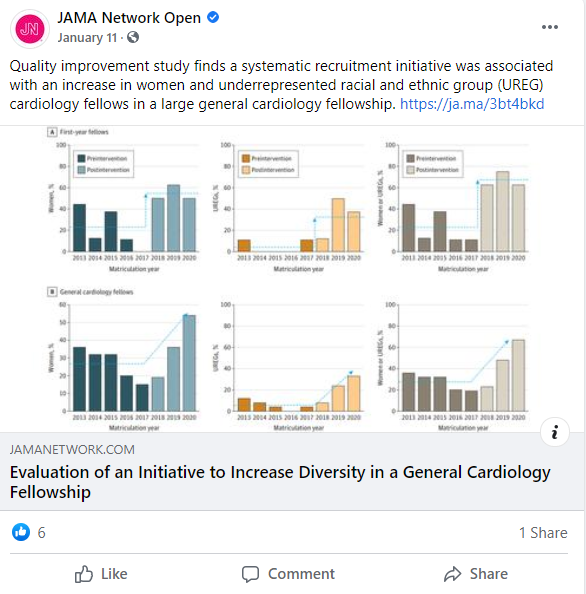 JAMA Network Open
January 11 ·
Quality improvement study finds a systematic recruitment initiative was associated
with an increase in women and underrepresented racial and ethnic group (UREG)
cardiology fellows in a large general cardiology fellowship. https://ja.ma/3bt4bkd
A First-year fellows
100 80 60 40 20 0
Women, %
Preintervention
Postintervention
2013 2014 2015 2016 2017 2018 2019 2020
Matriculation year
100 80 60 40 20 0
UREGs, %
Preintervention
Postintervention
2013 2014 2015 2016 2017 2018 2019 2020
Matriculation year
100 80 60 40 20 0
Women or UREGs, %
Preintervention
Postintervention
2013 2014 2015 2016 2017 2018 2019 2020
Matriculation year
B General cardiology fellows
60 50 40 30 20 10 0
Women, %
2013 2014 2015 2016 2017 2018 2019 2020
Matriculation year
100 80 60 40 20 0
UREGs, %
2013 2014 2015 2016 2017 2018 2019 2020
Matriculation year
100 80 60 40 20 0
Women or UREGs, %
2013 2014 2015 2016 2017 2018 2019 2020
Matriculation year
JAMANETWORK.COM
Evaluation of an Initiative to Increase Diversity in a General Cardiology
Fellowship
6
1 Share
Like
Comment
Share